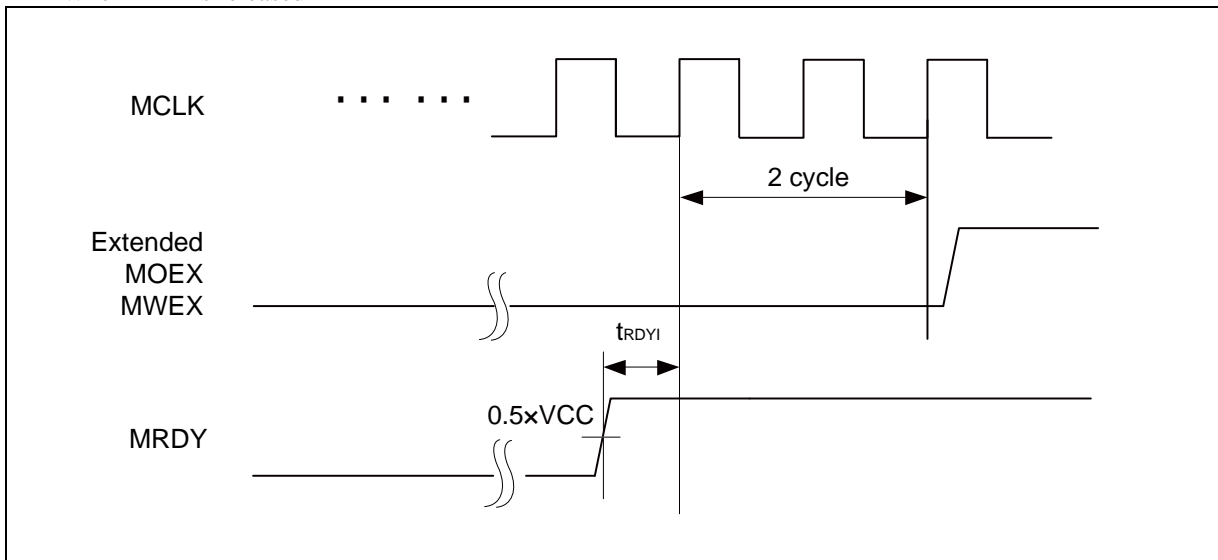 MCLK
... ...
2 cycle
Extended
MOEX
MWEX
tRDYI
0.5×VCC
MRDY